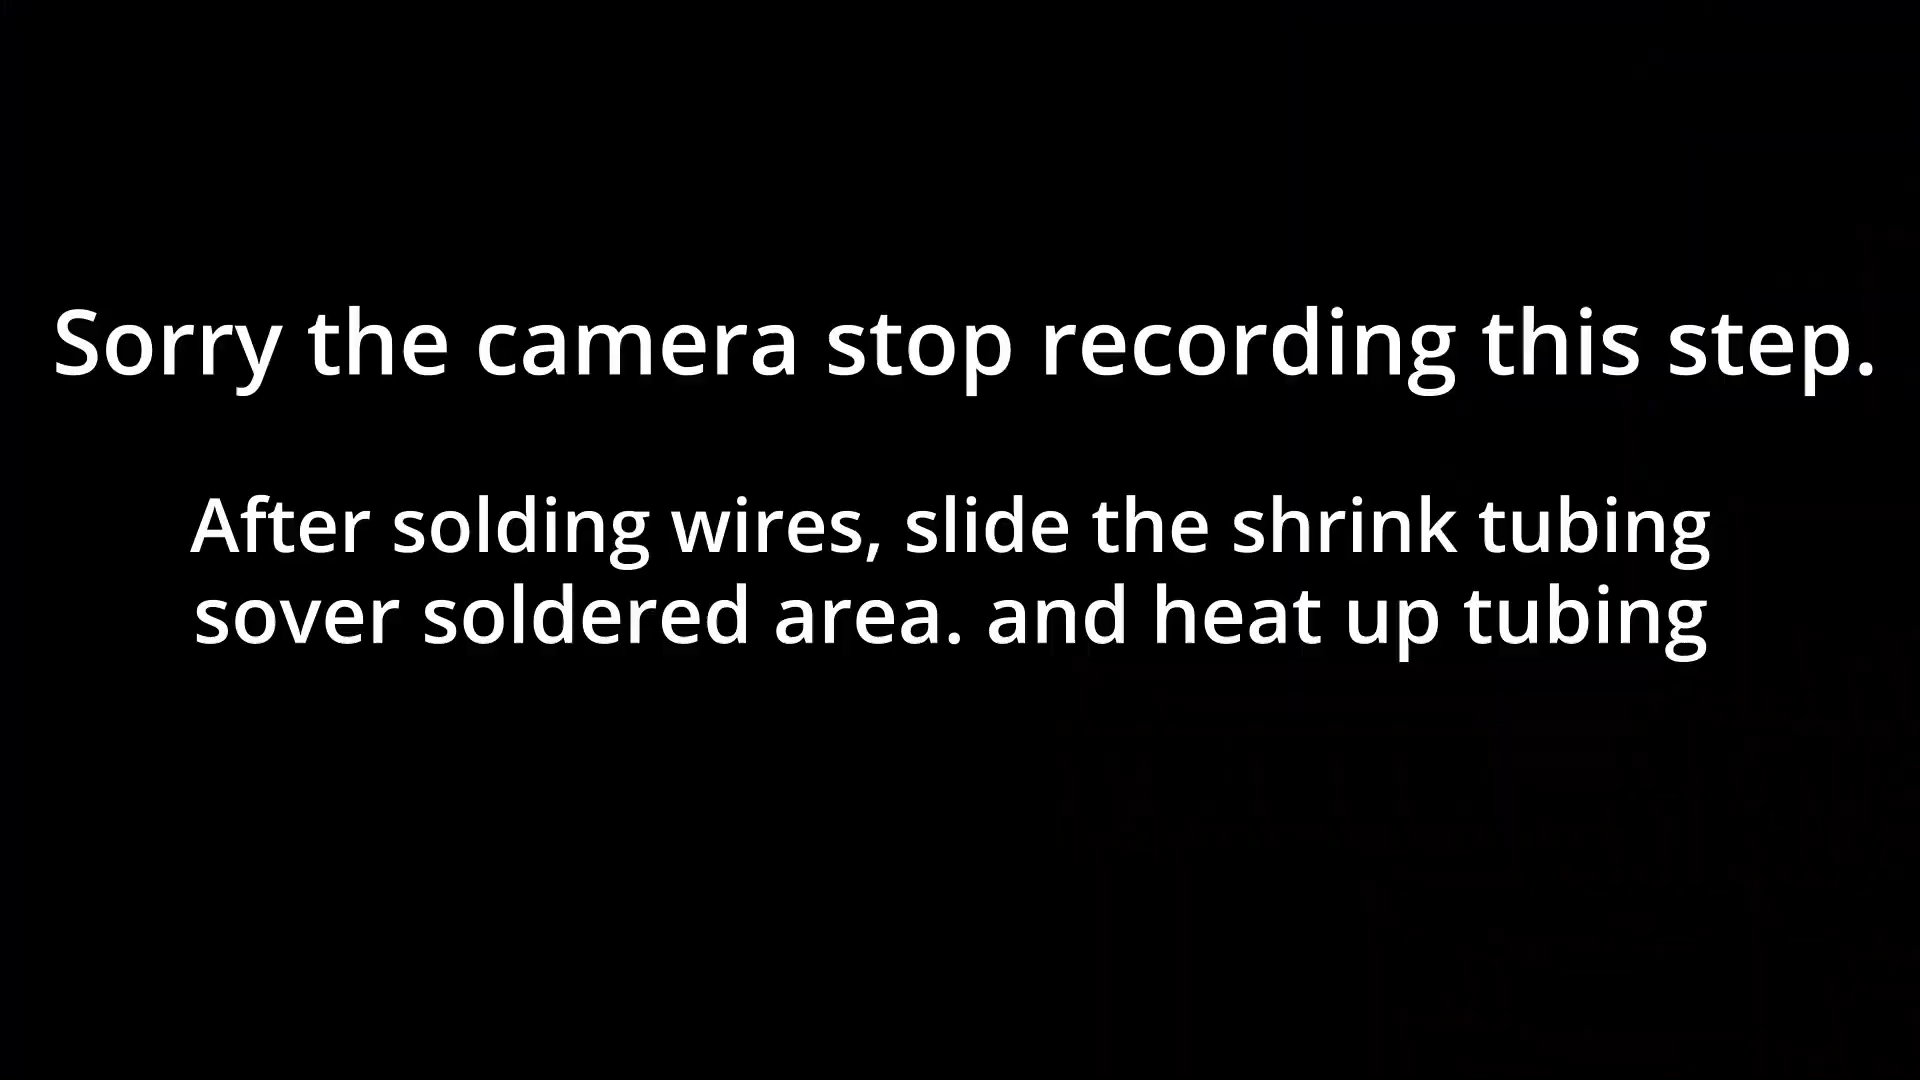 Sorry the camera stop recording this step.
After solding wires, slide the shrink tubing
sover soldered area. and heat up tubing